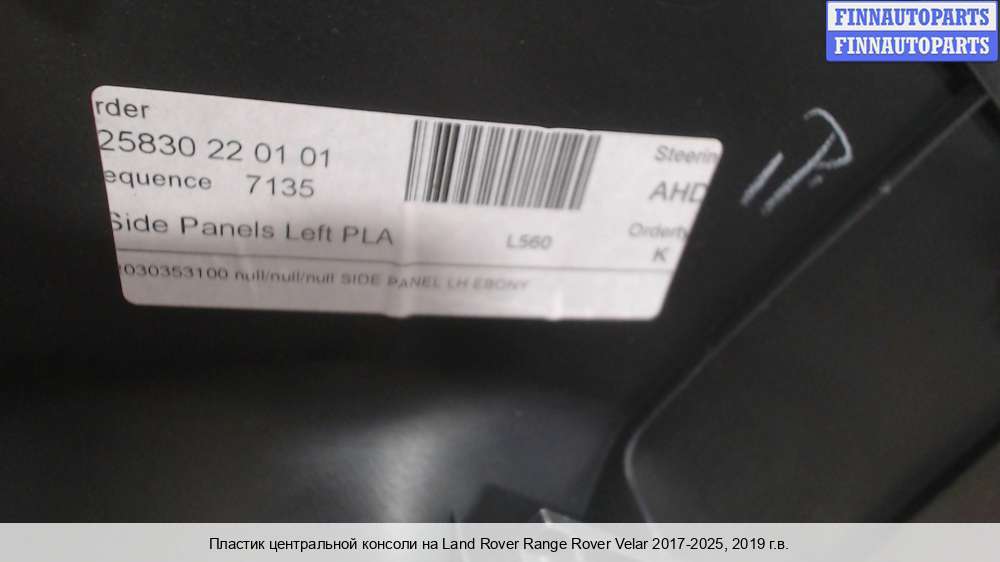 FINNAUTOPARTS
FINNAUTOPARTS
rder
25830 22 01 01
equence 7135
Side Panels Left PLA
L560
Steerin
AHD
Orderty
K
030353100 null/null/null SIDE PANEL LH EBONY
Пластик центральной консоли на Land Rover Range Rover Velar 2017-2025, 2019 г.в.